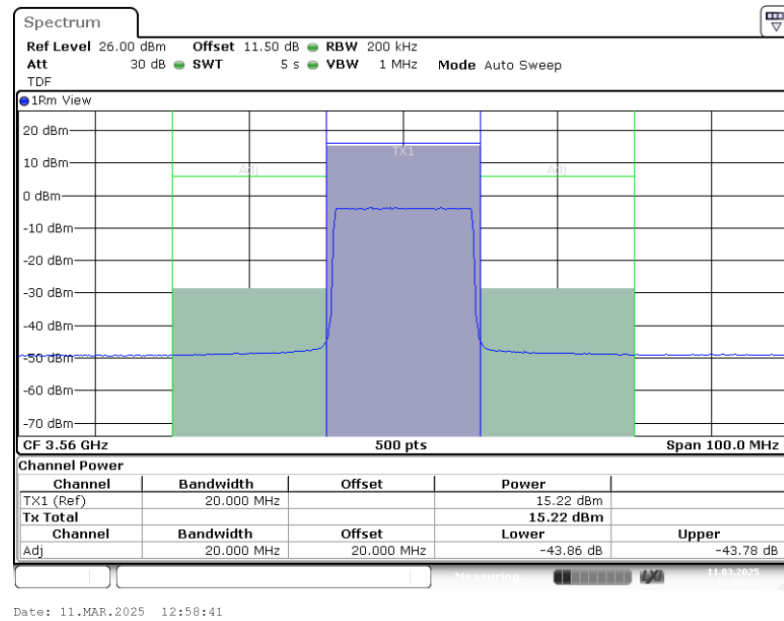 Spectrum
Ref Level 26.00 dBm Offset 11.50 dB RBW 200 kHz
Att 30 dB SWT 5 s VBW 1 MHz Mode Auto Sweep
TDF
1Rm View
20 dBm
TX1
10 dBm
Adj Adj
0 dBm
-10 dBm
-20 dBm
-30 dBm
-40 dBm
-50 dBm
-60 dBm
-70 dBm
CF 3.56 GHz 500 pts Span 100.0 MHz
Channel Power
Channel Bandwidth Offset Power
TX1 (Ref) 20.000 MHz 15.22 dBm
Tx Total 15.22 dBm
Channel Bandwidth Offset Lower Upper
Adj 20.000 MHz 20.000 MHz -43.86 dB -43.78 dB
Measuring... LXI 11.03.2025
Date: 11.MAR.2025 12:58:41